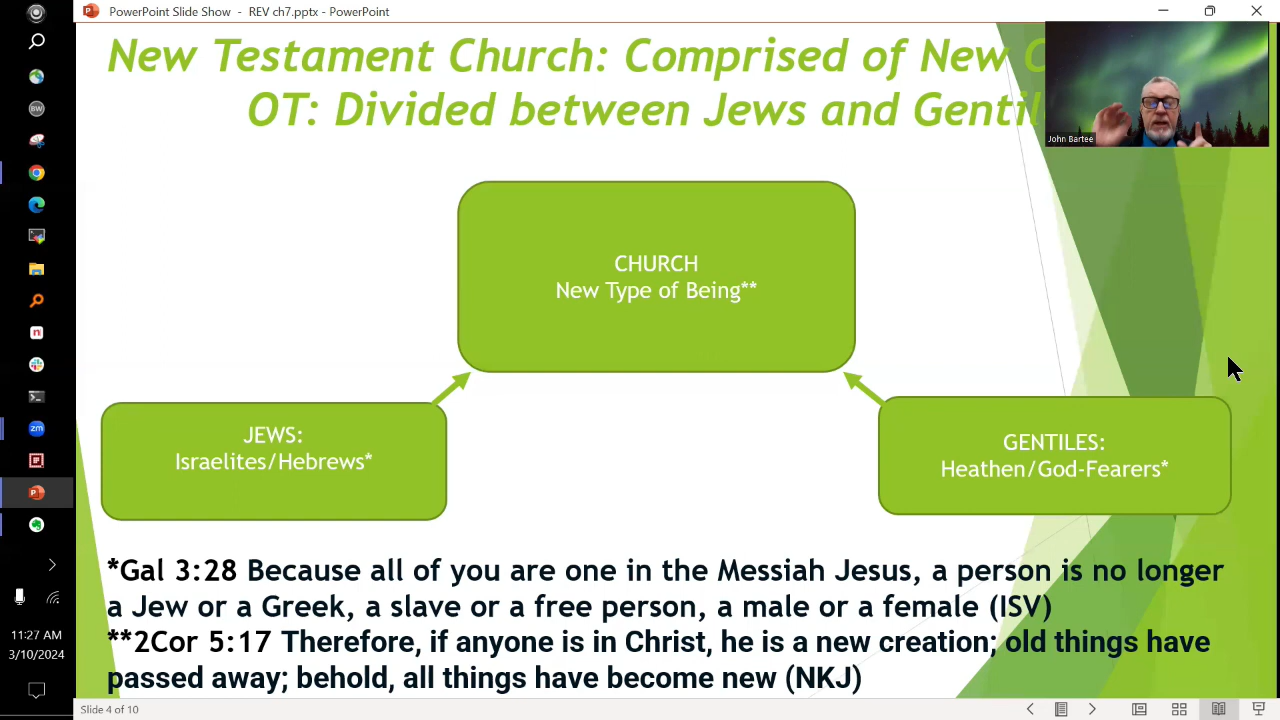 PowerPoint Slide Show - REV ch7.pptx - PowerPoint
New Testament Church: Comprised of New
OT: Divided between Jews and Gentil
John Bartee
BW
CHURCH
New Type of Being**
JEWS:
Israelites/Hebrews*
GENTILES:
Heathen/God-Fearers*
n
zm
*Gal 3:28 Because all of you are one in the Messiah Jesus, a person is no longer
a Jew or a Greek, a slave or a free person, a male or a female (ISV)
**2Cor 5:17 Therefore, if anyone is in Christ, he is a new creation; old things have
passed away; behold, all things have become new (NKJ)
11:27 AM
3/10/2024
Slide 4 of 10